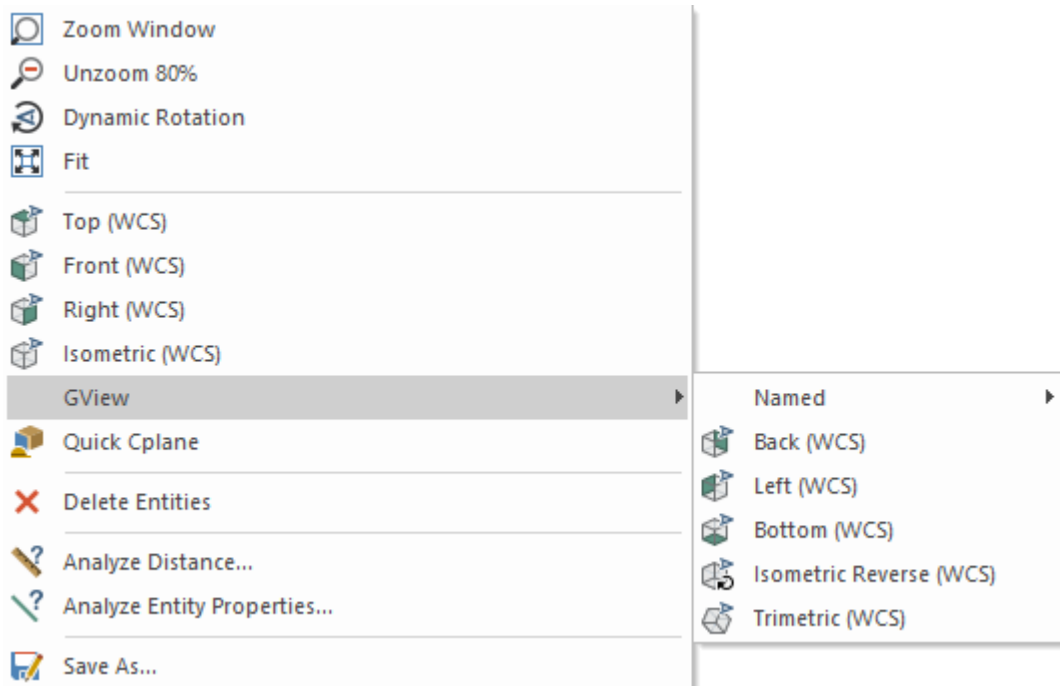 Zoom Window
Unzoom 80%
Dynamic Rotation
Fit
Top (WCS)
Front (WCS)
Right (WCS)
Isometric (WCS)
GView
Quick Cplane
Delete Entities
Analyze Distance...
Analyze Entity Properties...
Save As...
Named
Back (WCS)
Left (WCS)
Bottom (WCS)
Isometric Reverse (WCS)
Trimetric (WCS)